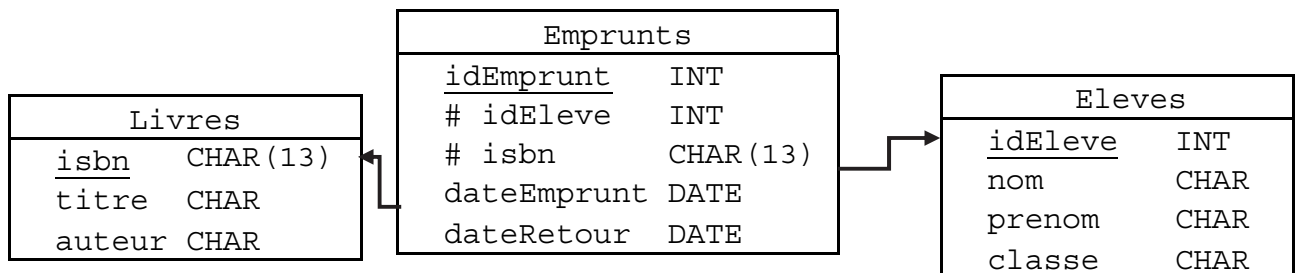 Livres
isbn CHAR(13)
titre CHAR
auteur CHAR
Emprunts
idEmprunt INT
# idEleve INT
# isbn CHAR(13)
dateEmprunt DATE
dateRetour DATE
Eleves
idEleve INT
nom CHAR
prenom CHAR
classe CHAR